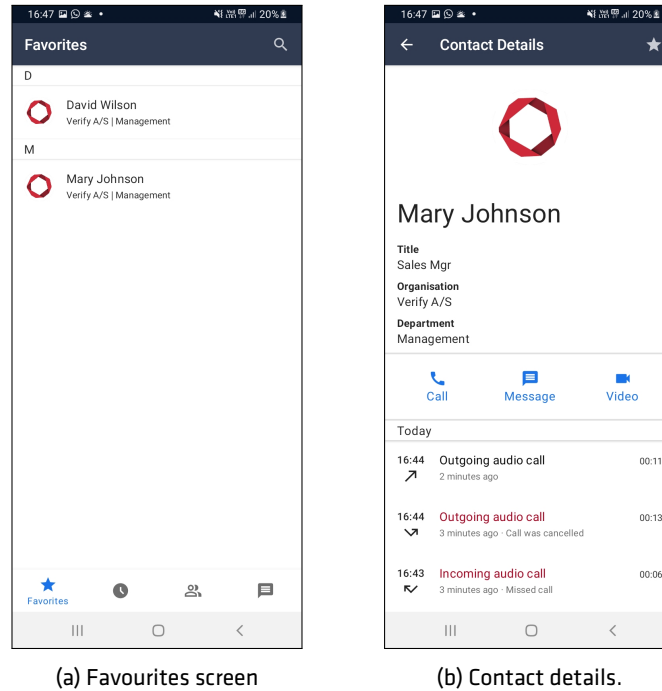 16:47
20%
Favorites
D
David Wilson
Verify A/S | Management
M
Mary Johnson
Verify A/S | Management
Favorites
(a) Favourites screen
16:47
20%
Contact Details
Mary Johnson
Title
Sales Mgr
Organisation
Verify A/S
Department
Management
Call Message Video
Today
16:44 Outgoing audio call 00:11
2 minutes ago
16:44 Outgoing audio call 00:13
3 minutes ago · Call was cancelled
16:43 Incoming audio call 00:06
3 minutes ago · Missed call
(b) Contact details.